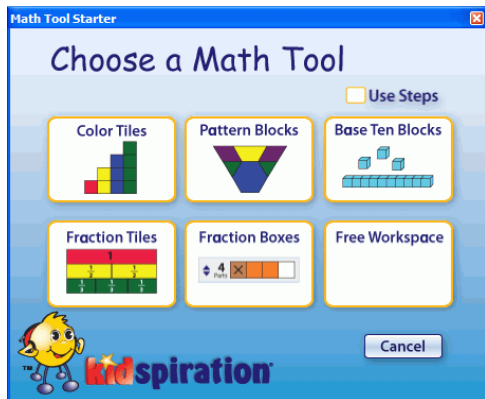 Math Tool Starter
Choose a Math Tool
Use Steps
Color Tiles
Pattern Blocks
Base Ten Blocks
Fraction Tiles
Fraction Boxes
Free Workspace
1
1/2 1/2
1/3 1/3 1/3
4
Parts
Cancel
TM
kidspiration®